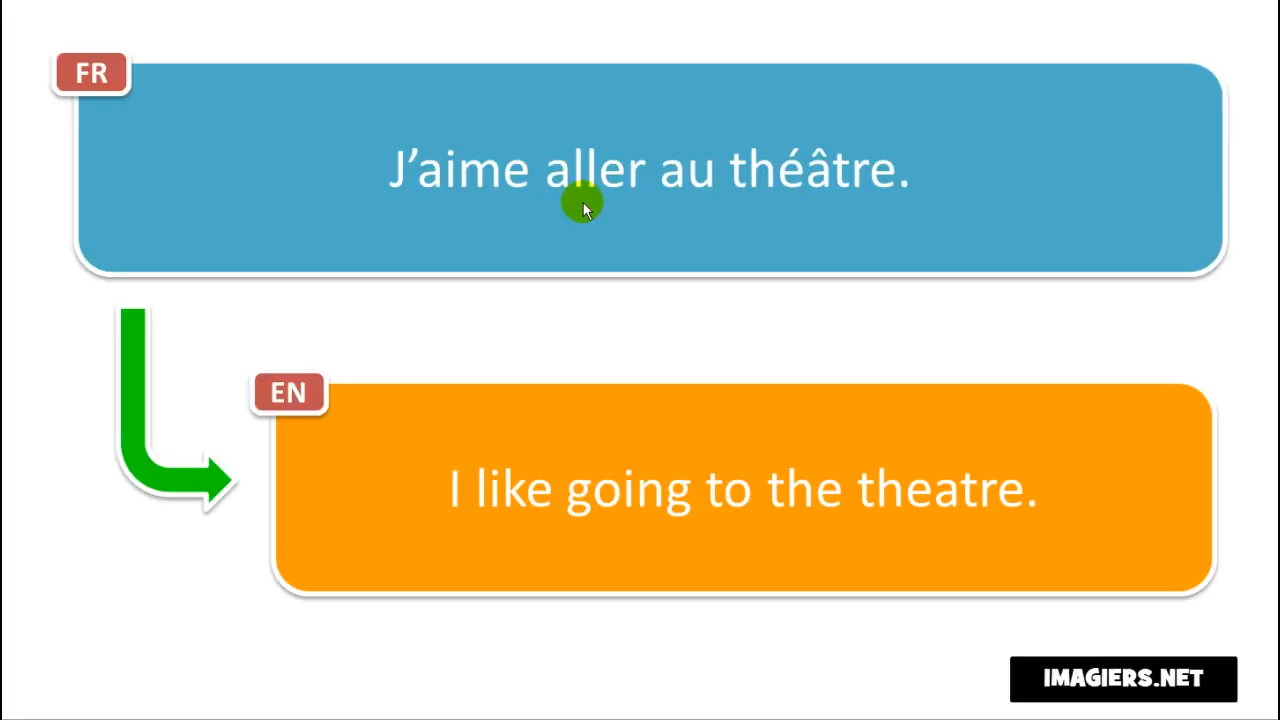 FR
J’aime aller au théâtre.
EN
I like going to the theatre.
IMAGIERS.NET